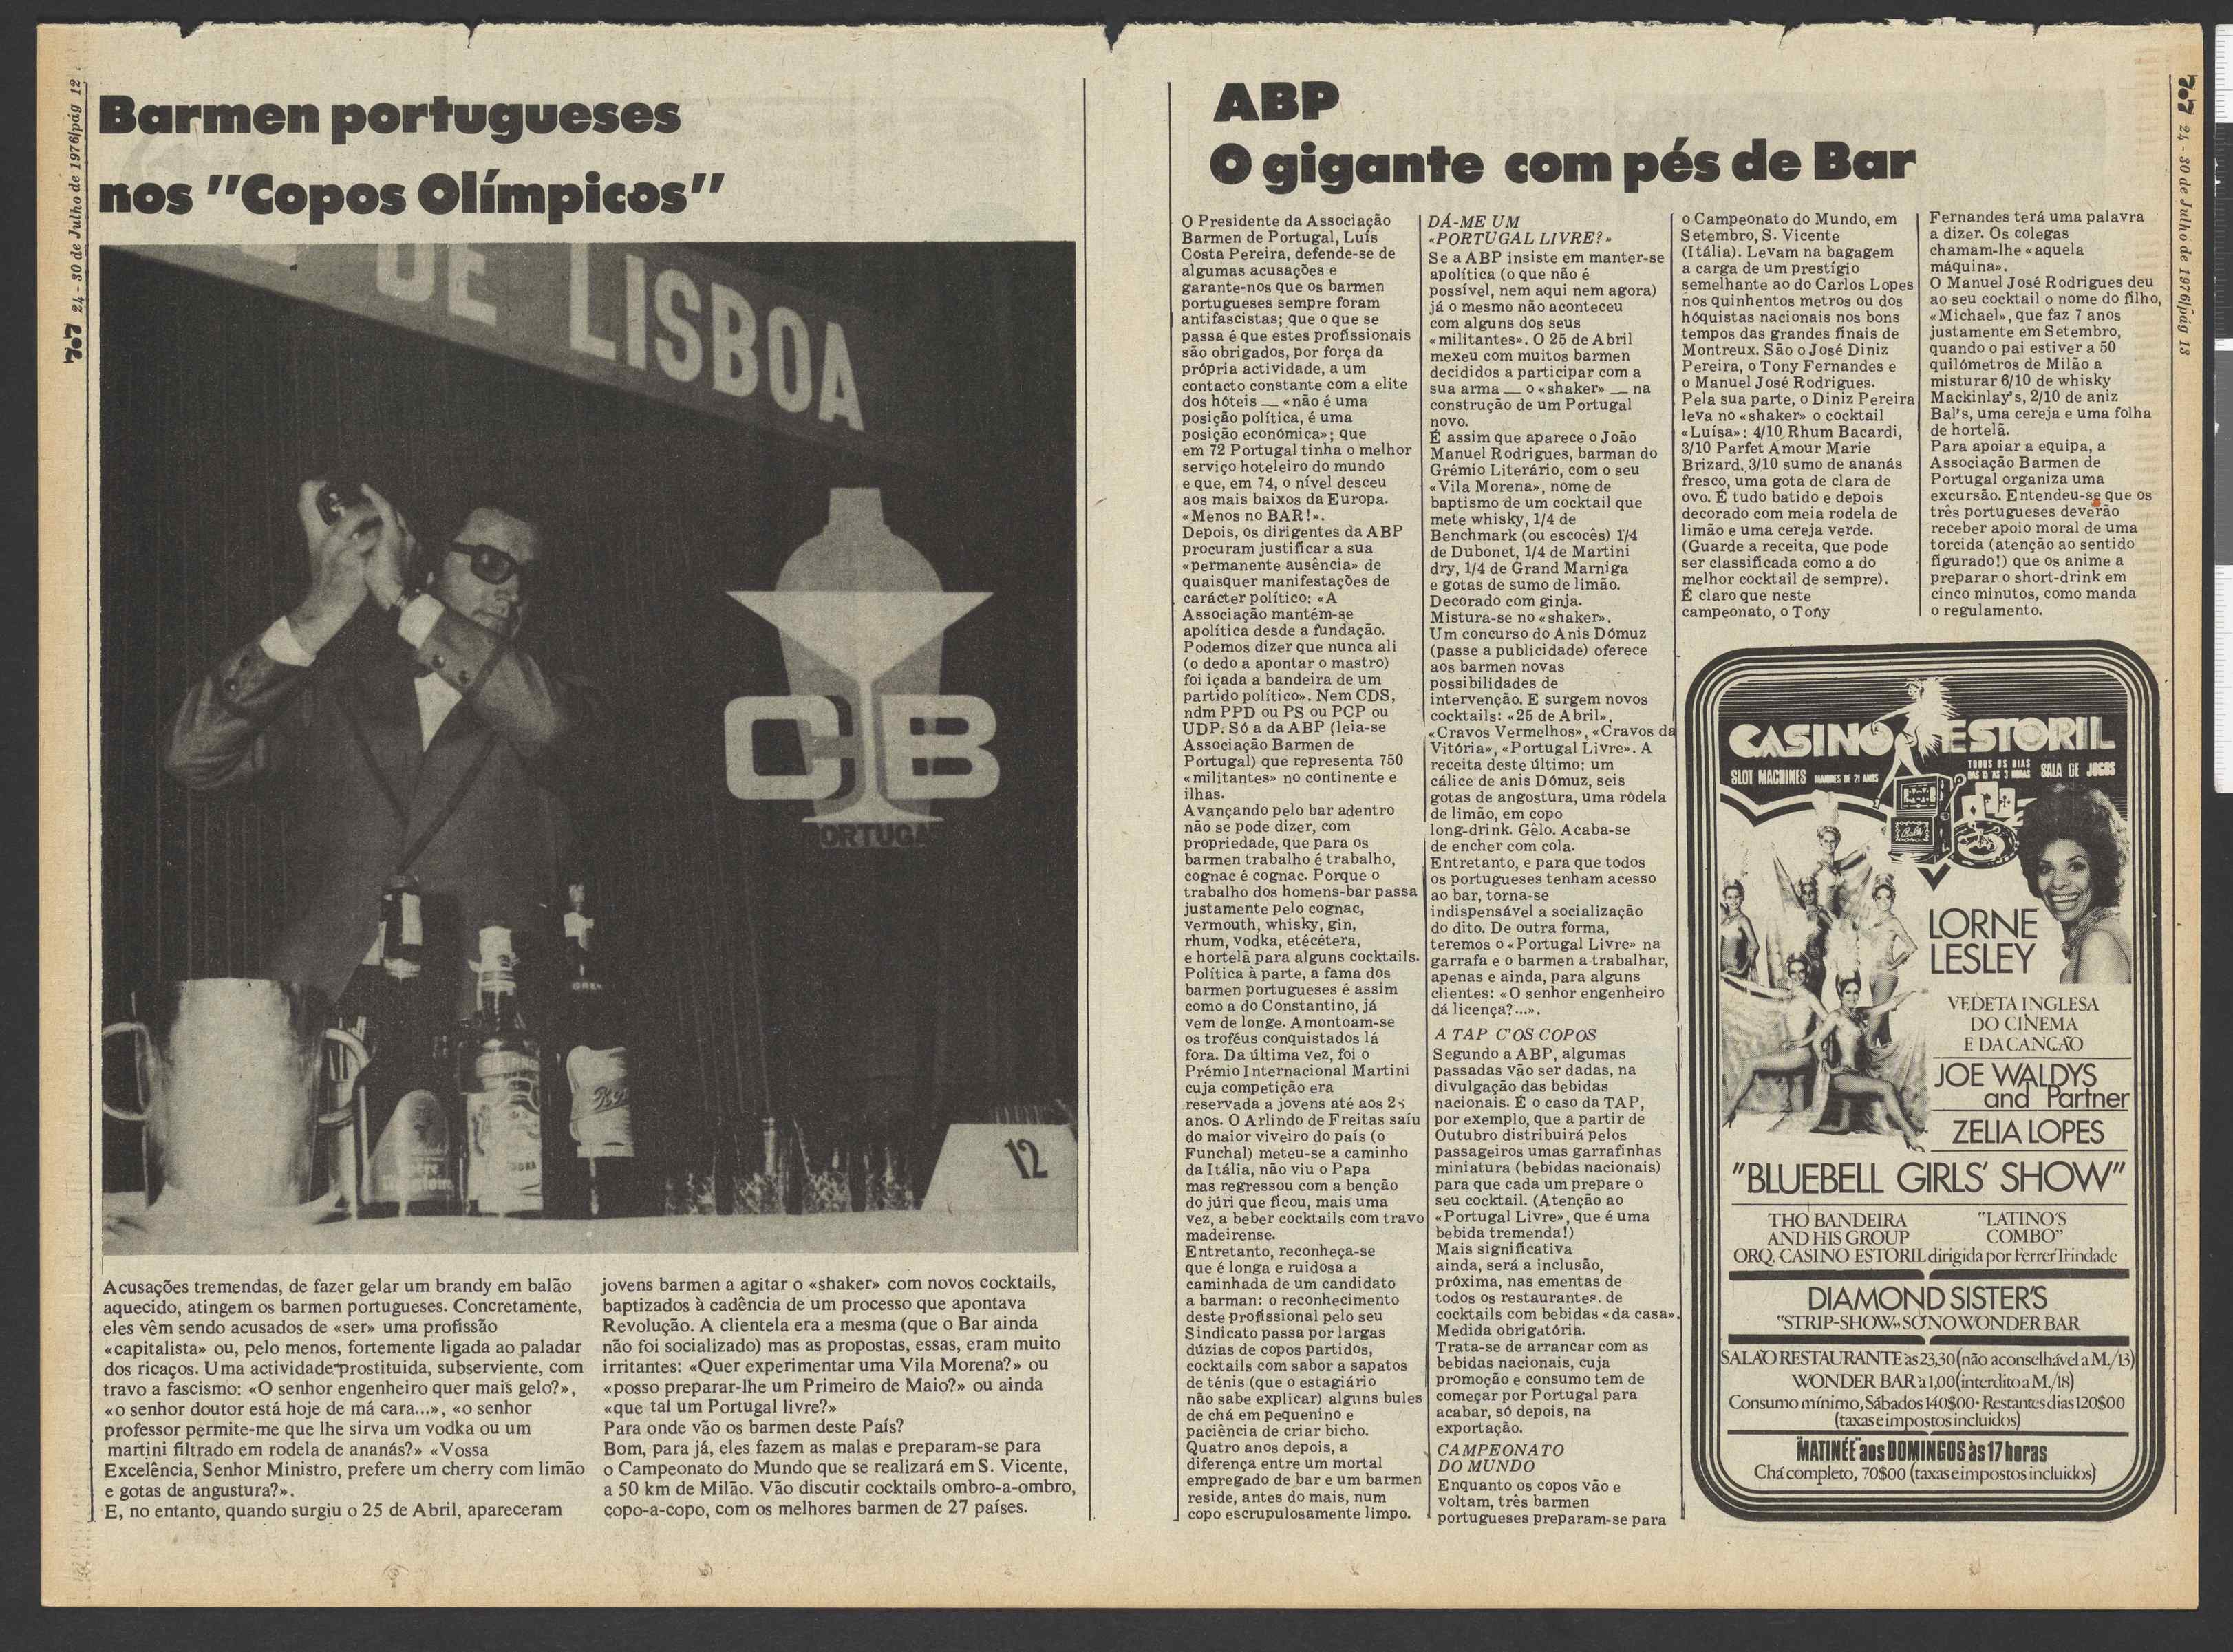 7.7 24 - 30 de Julho de 1976/pág 12
Barmen portugueses
nos "Copos Olímpicos"
DE LISBOA
CB
PORTUGAL
12
Acusações tremendas, de fazer gelar um brandy em balão
aquecido, atingem os barmen portugueses. Concretamente,
eles vêm sendo acusados de «ser» uma profissão
«capitalista» ou, pelo menos, fortemente ligada ao paladar
dos ricaços. Uma actividade prostituida, subserviente, com
travo a fascismo: «O senhor engenheiro quer mais gelo?»,
«o senhor doutor está hoje de má cara...», «o senhor
professor permite-me que lhe sirva um vodka ou um
martini filtrado em rodela de ananás?» «Vossa
Excelência, Senhor Ministro, prefere um cherry com limão
e gotas de angustura?».
E, no entanto, quando surgiu o 25 de Abril, apareceram
jovens barmen a agitar o «shaker» com novos cocktails,
baptizados à cadência de um processo que apontava
Revolução. A clientela era a mesma (que o Bar ainda
não foi socializado) mas as propostas, essas, eram muito
irritantes: «Quer experimentar uma Vila Morena?» ou
«posso preparar-lhe um Primeiro de Maio?» ou ainda
«que tal um Portugal livre?»
Para onde vão os barmen deste País?
Bom, para já, eles fazem as malas e preparam-se para
o Campeonato do Mundo que se realizará em S. Vicente,
a 50 km de Milão. Vão discutir cocktails ombro-a-ombro,
copo-a-copo, com os melhores barmen de 27 países.
ABP
O gigante com pés de Bar
O Presidente da Associação
Barmen de Portugal, Luís
Costa Pereira, defende-se de
algumas acusações e
garante-nos que os barmen
portugueses sempre foram
antifascistas; que o que se
passa é que estes profissionais
são obrigados, por força da
própria actividade, a um
contacto constante com a elite
dos hóteis — «não é uma
posição política, é uma
posição económica»; que
em 72 Portugal tinha o melhor
serviço hoteleiro do mundo
e que, em 74, o nível desceu
aos mais baixos da Europa.
«Menos no BAR!».
Depois, os dirigentes da ABP
procuram justificar a sua
«permanente ausência» de
quaisquer manifestações de
carácter político: «A
Associação mantém-se
apolítica desde a fundação.
Podemos dizer que nunca ali
(o dedo a apontar o mastro)
foi içada a bandeira de um
partido político». Nem CDS,
ndm PPD ou PS ou PCP ou
UDP. Só a da ABP (leia-se
Associação Barmen de
Portugal) que representa 750
«militantes» no continente e
ilhas.
Avançando pelo bar adentro
não se pode dizer, com
propriedade, que para os
barmen trabalho é trabalho,
cognac é cognac. Porque o
trabalho dos homens-bar passa
justamente pelo cognac,
vermouth, whisky, gin,
rhum, vodka, etécétera,
e hortelã para alguns cocktails.
Política à parte, a fama dos
barmen portugueses é assim
como a do Constantino, já
vem de longe. Amontoam-se
os troféus conquistados lá
fora. Da última vez, foi o
Prémio Internacional Martini
cuja competição era
reservada a jovens até aos 25
anos. O Arlindo de Freitas saíu
do maior viveiro do país (o
Funchal) meteu-se a caminho
da Itália, não viu o Papa
mas regressou com a benção
do júri que ficou, mais uma
vez, a beber cocktails com travo
madeirense.
Entretanto, reconheça-se
que é longa e ruidosa a
caminhada de um candidato
a barman: o reconhecimento
deste profissional pelo seu
Sindicato passa por largas
dúzias de copos partidos,
cocktails com sabor a sapatos
de ténis (que o estagiário
não sabe explicar) alguns bules
de chá em pequenino e
paciência de criar bicho.
Quatro anos depois, a
diferença entre um mortal
empregado de bar e um barmen
reside, antes do mais, num
copo escrupulosamente limpo.
DÁ-ME UM
«PORTUGAL LIVRE?»
Se a ABP insiste em manter-se
apolítica (o que não é
possível, nem aqui nem agora)
já o mesmo não aconteceu
com alguns dos seus
«militantes». O 25 de Abril
mexeu com muitos barmen
decididos a participar com a
sua arma — o «shaker» — na
construção de um Portugal
novo.
É assim que aparece o João
Manuel Rodrigues, barman do
Grémio Literário, com o seu
«Vila Morena», nome de
baptismo de um cocktail que
mete whisky, 1/4 de
Benchmark (ou escocês) 1/4
de Dubonet, 1/4 de Martini
dry, 1/4 de Grand Marniga
e gotas de sumo de limão.
Decorado com ginja.
Mistura-se no «shaker».
Um concurso do Anis Dómuz
(passe a publicidade) oferece
aos barmen novas
possibilidades de
intervenção. E surgem novos
cocktails: «25 de Abril»,
«Cravos Vermelhos», «Cravos da
Vitória», «Portugal Livre». A
receita deste último: um
cálice de anis Dómuz, seis
gotas de angostura, uma rodela
de limão, em copo
long-drink. Gêlo. Acaba-se
de encher com cola.
Entretanto, e para que todos
os portugueses tenham acesso
ao bar, torna-se
indispensável a socialização
do dito. De outra forma,
teremos o «Portugal Livre» na
garrafa e o barmen a trabalhar,
apenas e ainda, para alguns
clientes: «O senhor engenheiro
dá licença?...».
A TAP C'OS COPOS
Segundo a ABP, algumas
passadas vão ser dadas, na
divulgação das bebidas
nacionais. É o caso da TAP,
por exemplo, que a partir de
Outubro distribuirá pelos
passageiros umas garrafinhas
miniatura (bebidas nacionais)
para que cada um prepare o
seu cocktail. (Atenção ao
«Portugal Livre», que é uma
bebida tremenda!)
Mais significativa
ainda, será a inclusão,
próxima, nas ementas de
todos os restaurantes. de
cocktails com bebidas «da casa».
Medida obrigatória.
Trata-se de arrancar com as
bebidas nacionais, cuja
promoção e consumo tem de
começar por Portugal para
acabar, só depois, na
exportação.
CAMPEONATO
DO MUNDO
Enquanto os copos vão e
voltam, três barmen
portugueses preparam-se para
o Campeonato do Mundo, em
Setembro, S. Vicente
(Itália). Levam na bagagem
a carga de um prestígio
semelhante ao do Carlos Lopes
nos quinhentos metros ou dos
hóquistas nacionais nos bons
tempos das grandes finais de
Montreux. São o José Diniz
Pereira, o Tony Fernandes e
o Manuel José Rodrigues.
Pela sua parte, o Diniz Pereira
leva no «shaker» o cocktail
«Luísa»: 4/10 Rhum Bacardi,
3/10 Parfet Amour Marie
Brizard, 3/10 sumo de ananás
fresco, uma gota de clara de
ovo. É tudo batido e depois
decorado com meia rodela de
limão e uma cereja verde.
(Guarde a receita, que pode
ser classificada como a do
melhor cocktail de sempre).
É claro que neste
campeonato, o Tony
Fernandes terá uma palavra
a dizer. Os colegas
chamam-lhe «aquela
máquina».
O Manuel José Rodrigues deu
ao seu cocktail o nome do filho,
«Michael», que faz 7 anos
justamente em Setembro,
quando o pai estiver a 50
quilómetros de Milão a
misturar 6/10 de whisky
Mackinlay's, 2/10 de aniz
Bal's, uma cereja e uma folha
de hortelã.
Para apoiar a equipa, a
Associação Barmen de
Portugal organiza uma
excursão. Entendeu-se que os
três portugueses deverão
receber apoio moral de uma
torcida (atenção ao sentido
figurado!) que os anime a
preparar o short-drink em
cinco minutos, como manda
o regulamento.
CASINO ESTORIL
SLOT MACHINES MAIORES DE 21 ANOS
TODOS OS DIAS
DAS 15 ÀS 3 HORAS
SALA DE JOGOS
Bally
LORNE
LESLEY
VEDETA INGLESA
DO CINEMA
E DA CANÇÃO
JOE WALDYS
and Partner
ZELIA LOPES
"BLUEBELL GIRLS' SHOW"
THO BANDEIRA
AND HIS GROUP
"LATINO'S
COMBO"
ORQ. CASINO ESTORIL dirigida por Ferrer Trindade
DIAMOND SISTER'S
"STRIP-SHOW,, SÓ NO WONDER BAR
SALÃO RESTAURANTE às 23,30 (não aconselhável a M./13)
WONDER BAR à 1,00 (interdito a M./18)
Consumo mínimo, Sábados 140$00 • Restantes dias 120$00
(taxas e impostos incluidos)
"MATINÉE" aos DOMINGOS às 17 horas
Chá completo, 70$00 (taxas e impostos incluidos)
7.7 24 - 30 de Julho de 1976/pág 13